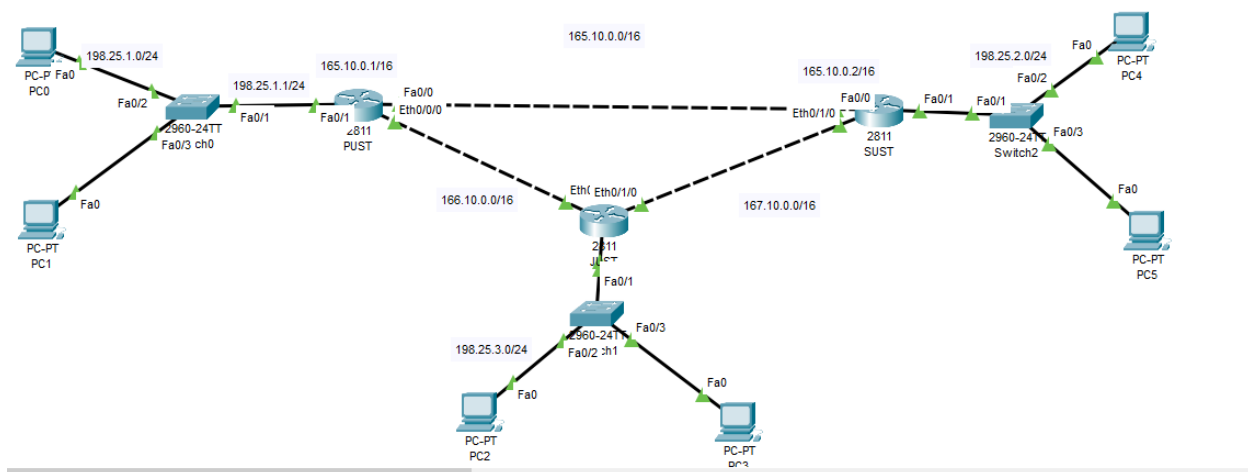 165.10.0.0/16
198.25.1.0/24
198.25.2.0/24
165.10.0.1/16
165.10.0.2/16
198.25.1.1/24
PC0
Fa0
Fa0/2
Fa0/1
Fa0/1
Fa0/0
Eth0/0/0
2960-24TT
Fa0/3
2811
PUST
Fa0
PC-PT
PC1
Fa0/0
Eth0/1/0
Fa0/1
Fa0/1
2811
SUST
2960-24TT
Switch2
Fa0
Fa0/2
PC-PT
PC4
Fa0/3
Fa0
PC-PT
PC5
166.10.0.0/16
167.10.0.0/16
Eth0/1/0
Fa0/1
Fa0/2
Fa0/3
198.25.3.0/24
Fa0
PC-PT
PC2
Fa0
PC-PT
PC3